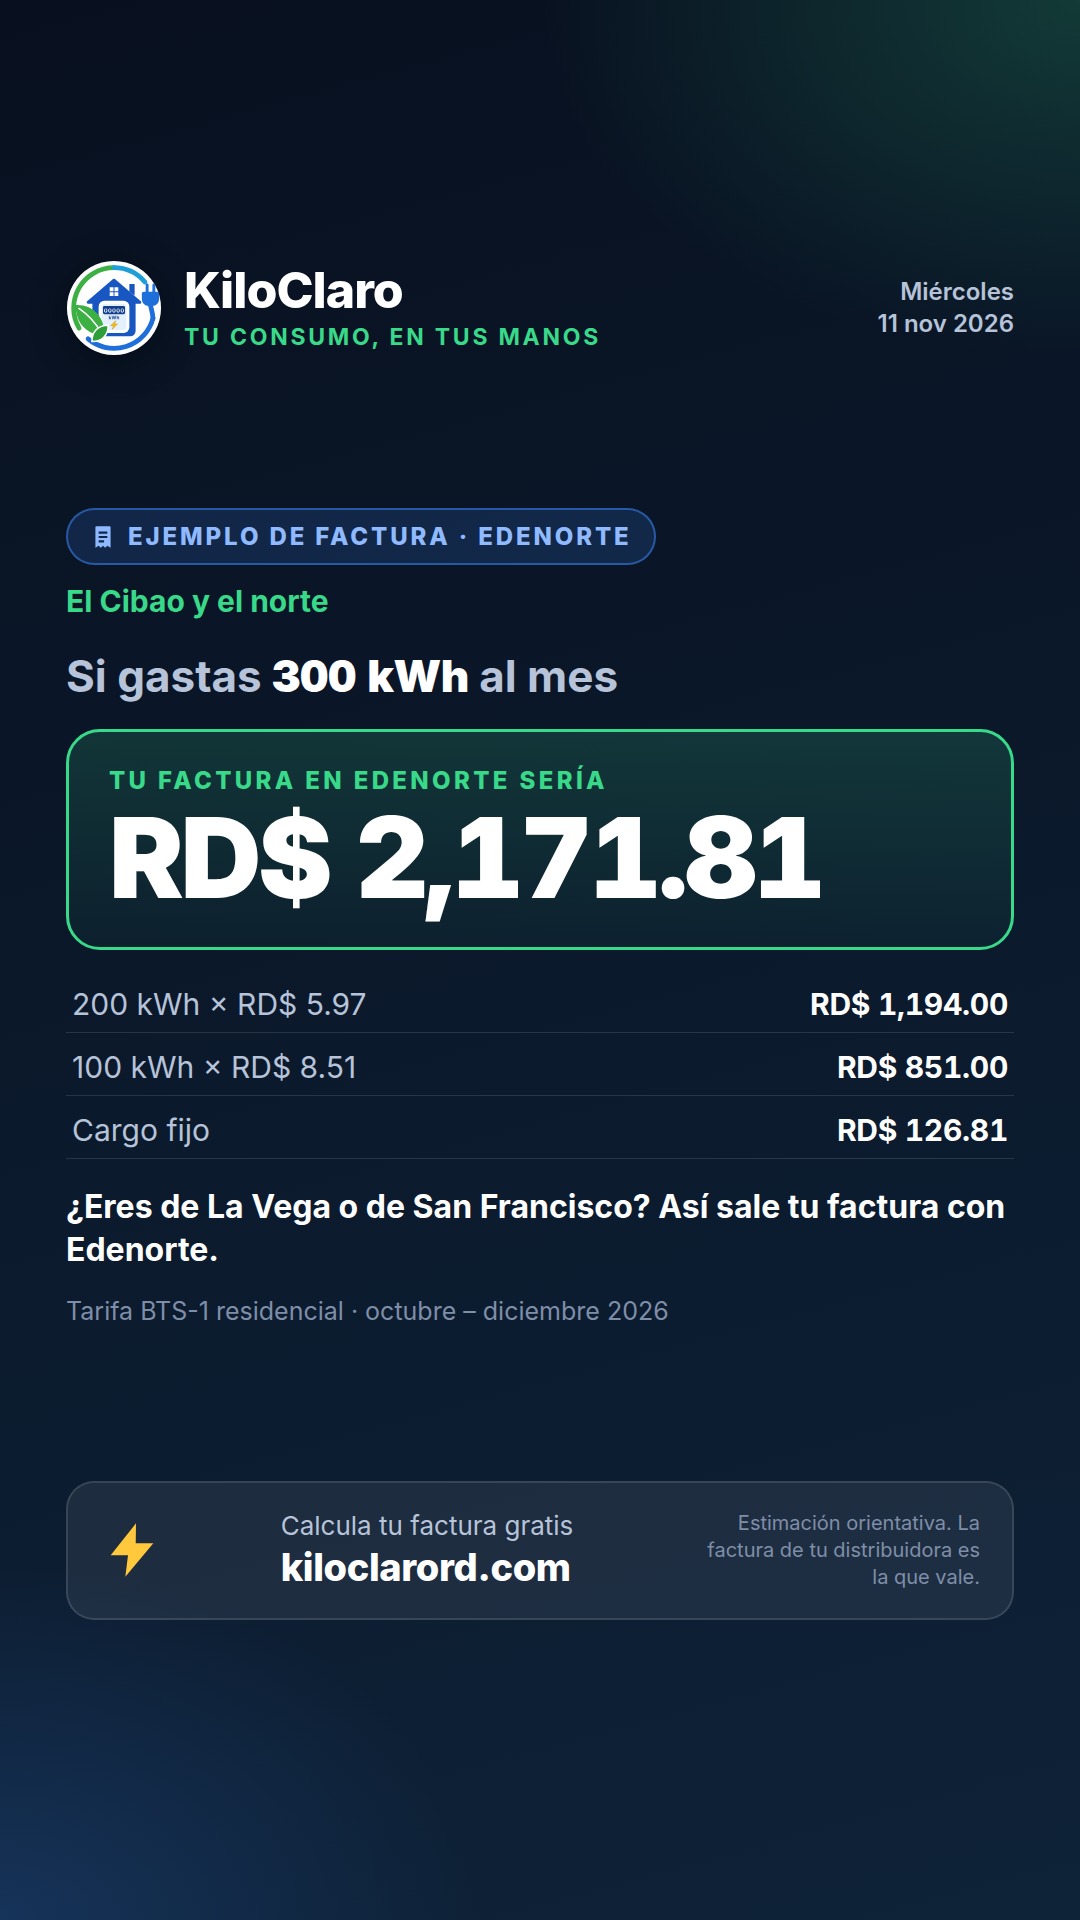 KiloClaro
TU CONSUMO, EN TUS MANOS
Miércoles
11 nov 2026
EJEMPLO DE FACTURA · EDENORTE
El Cibao y el norte
Si gastas 300 kWh al mes
TU FACTURA EN EDENORTE SERÍA
RD$ 2,171.81
200 kWh × RD$ 5.97 RD$ 1,194.00
100 kWh × RD$ 8.51 RD$ 851.00
Cargo fijo RD$ 126.81
¿Eres de La Vega o de San Francisco? Así sale tu factura con
Edenorte.
Tarifa BTS-1 residencial · octubre – diciembre 2026
Calcula tu factura gratis
kiloclarord.com
Estimación orientativa. La
factura de tu distribuidora es
la que vale.